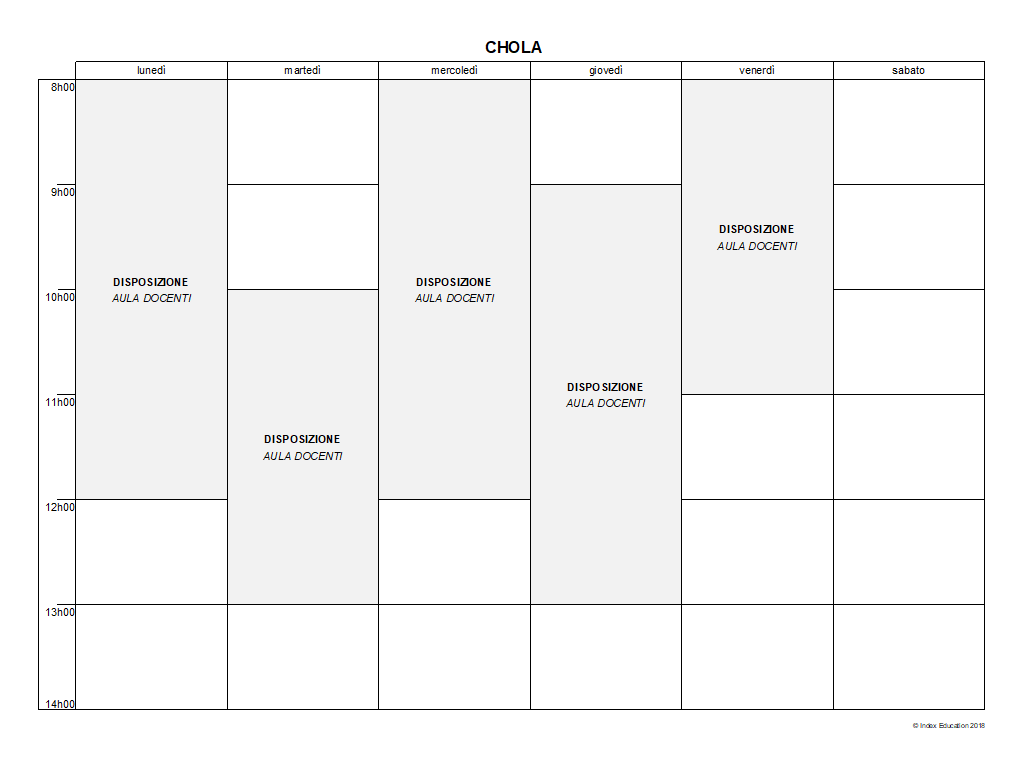 CHOLA
lunedì martedì mercoledì giovedì venerdì sabato
8h00
9h00
DISPOSIZIONE
AULA DOCENTI
DISPOSIZIONE
AULA DOCENTI
DISPOSIZIONE
AULA DOCENTI
10h00
DISPOSIZIONE
AULA DOCENTI
11h00
DISPOSIZIONE
AULA DOCENTI
12h00
13h00
14h00
© Index Education 2018